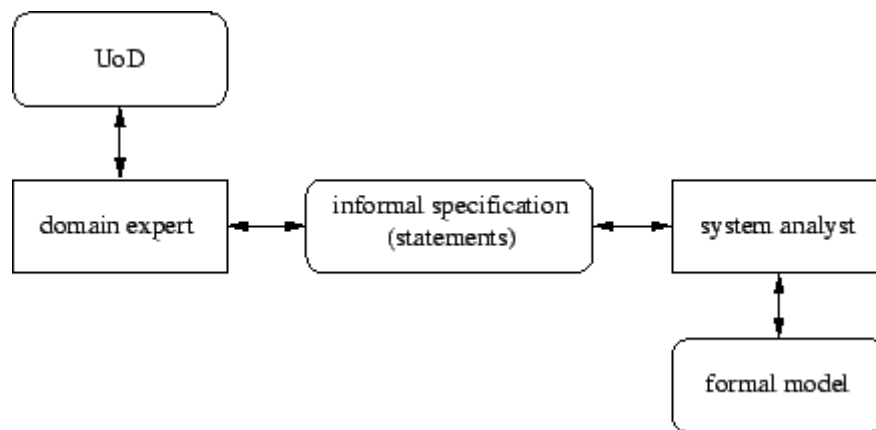 UoD
domain expert
informal specification
(statements)
system analyst
formal model